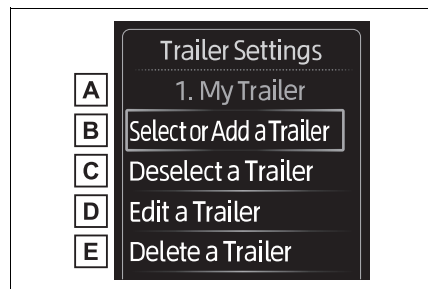 Trailer Settings
A 1. My Trailer
B Select or Add a Trailer
C Deselect a Trailer
D Edit a Trailer
E Delete a Trailer